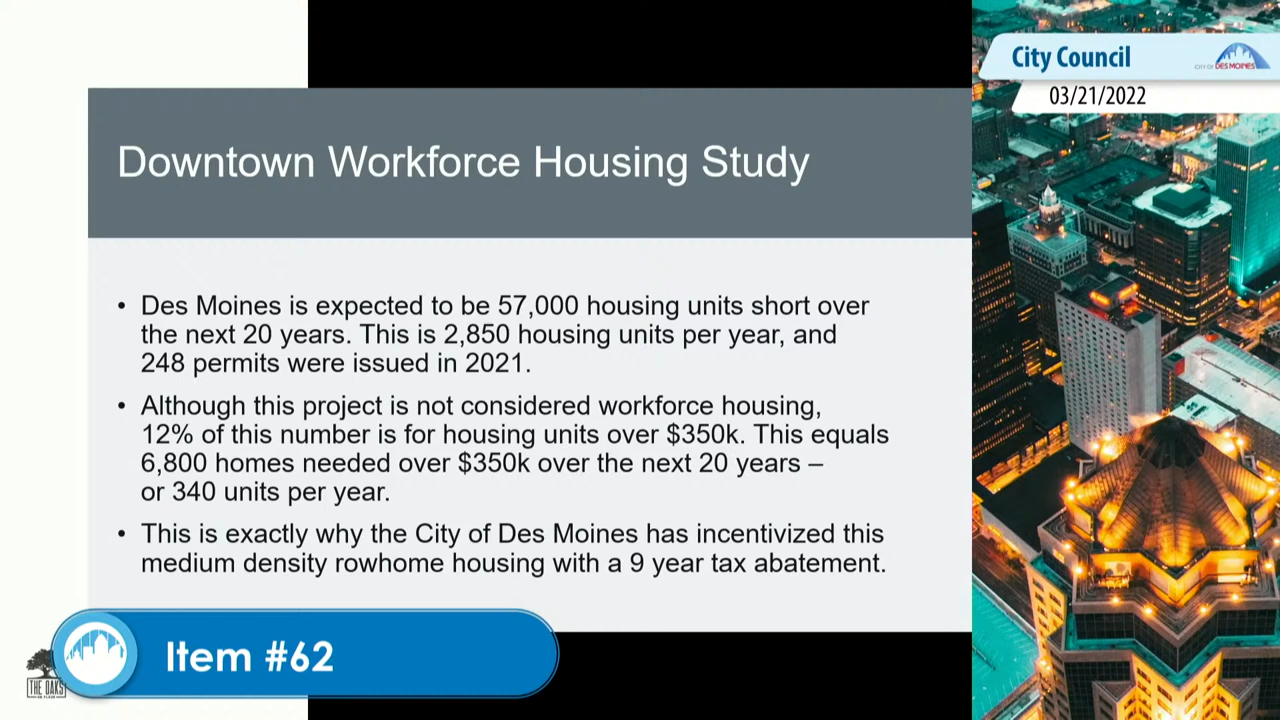 City Council
CITY OF DES MOINES
03/21/2022
Downtown Workforce Housing Study
• Des Moines is expected to be 57,000 housing units short over
the next 20 years. This is 2,850 housing units per year, and
248 permits were issued in 2021.
• Although this project is not considered workforce housing,
12% of this number is for housing units over $350k. This equals
6,800 homes needed over $350k over the next 20 years –
or 340 units per year.
• This is exactly why the City of Des Moines has incentivized this
medium density rowhome housing with a 9 year tax abatement.
Item #62
THE OAKS